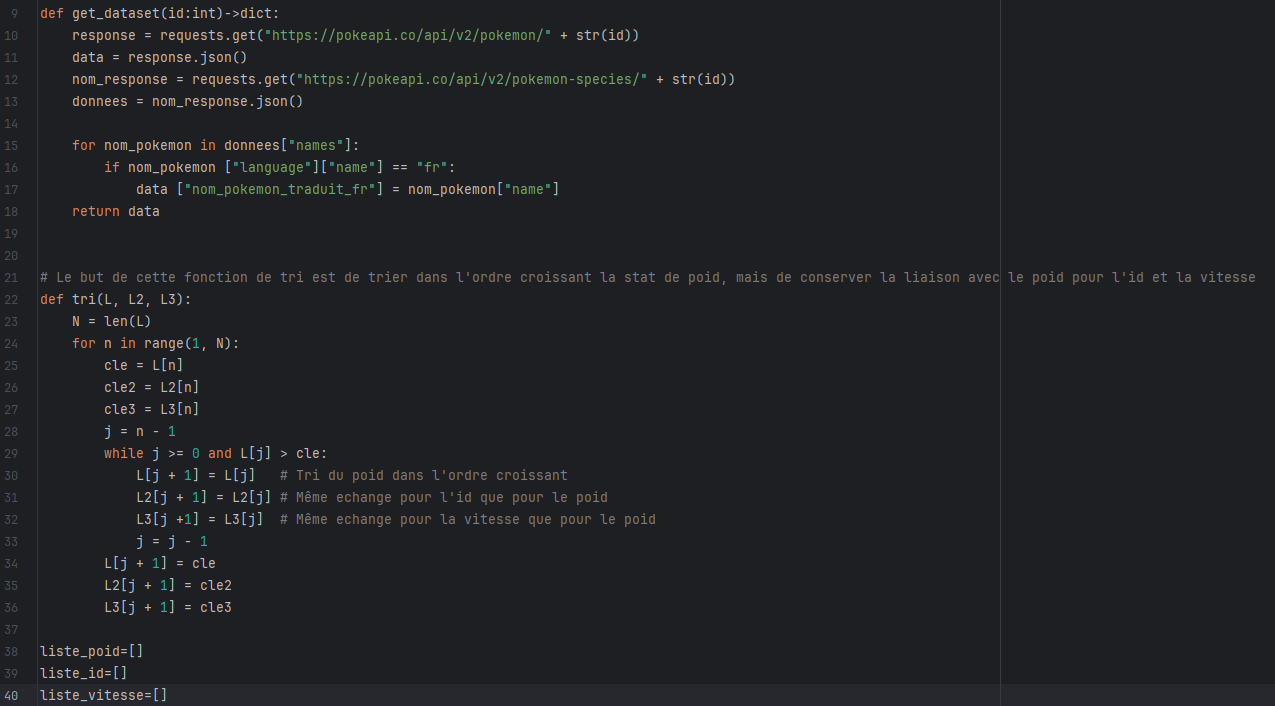 9 def get_dataset(id:int)->dict:
10     response = requests.get("https://pokeapi.co/api/v2/pokemon/" + str(id))
11     data = response.json()
12     nom_response = requests.get("https://pokeapi.co/api/v2/pokemon-species/" + str(id))
13     donnees = nom_response.json()
14
15     for nom_pokemon in donnees["names"]:
16         if nom_pokemon ["language"]["name"] == "fr":
17             data ["nom_pokemon_traduit_fr"] = nom_pokemon["name"]
18     return data
19
20
21 # Le but de cette fonction de tri est de trier dans l'ordre croissant la stat de poid, mais de conserver la liaison avec le poid pour l'id et la vitesse
22 def tri(L, L2, L3):
23     N = len(L)
24     for n in range(1, N):
25         cle = L[n]
26         cle2 = L2[n]
27         cle3 = L3[n]
28         j = n - 1
29         while j >= 0 and L[j] > cle:
30             L[j + 1] = L[j]   # Tri du poid dans l'ordre croissant
31             L2[j + 1] = L2[j] # Même echange pour l'id que pour le poid
32             L3[j +1] = L3[j]  # Même echange pour la vitesse que pour le poid
33             j = j - 1
34         L[j + 1] = cle
35         L2[j + 1] = cle2
36         L3[j + 1] = cle3
37
38 liste_poid=[]
39 liste_id=[]
40 liste_vitesse=[]